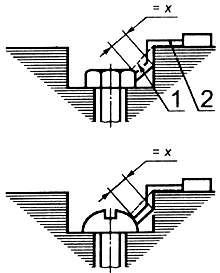 = x
1
2
= x